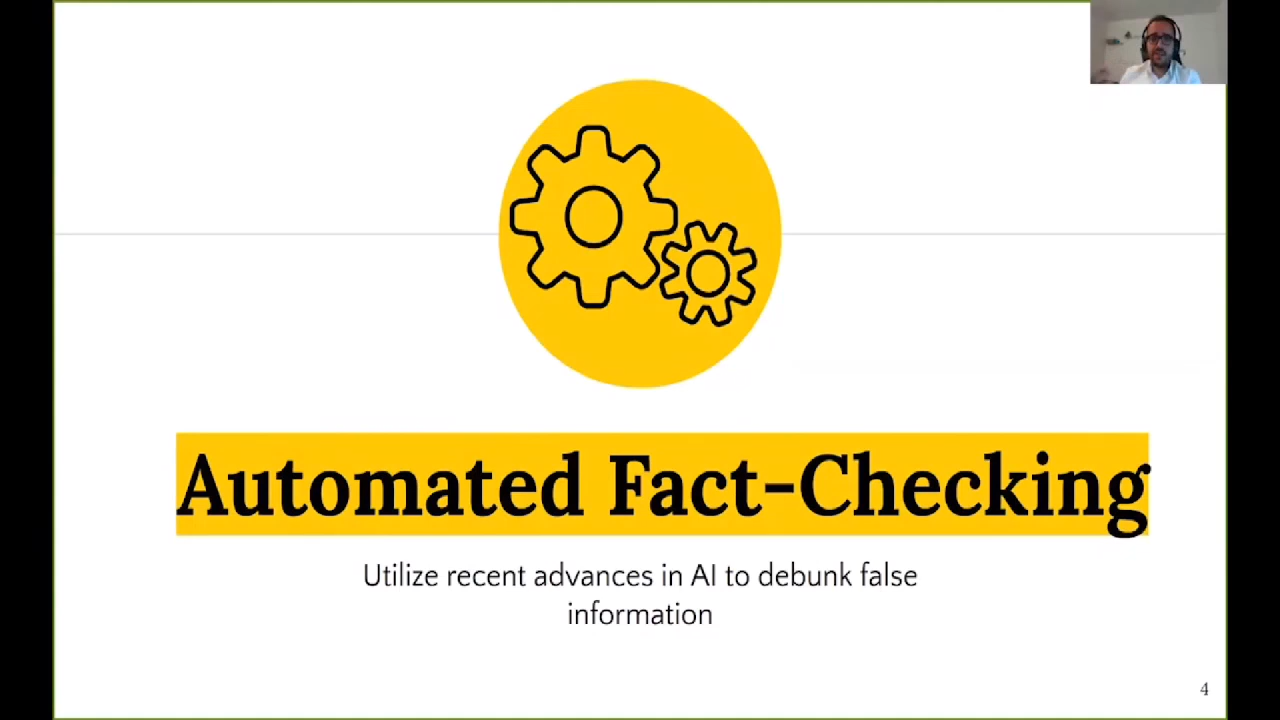 Automated Fact-Checking
Utilize recent advances in AI to debunk false
information
4